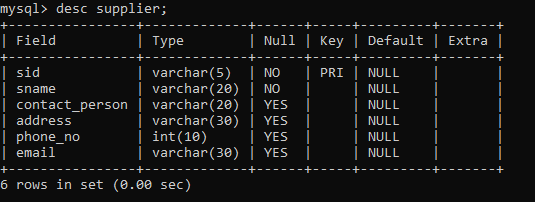 mysql> desc supplier;
+----------------+-------------+------+-----+---------+-------+
| Field          | Type        | Null | Key | Default | Extra |
+----------------+-------------+------+-----+---------+-------+
| sid            | varchar(5)  | NO   | PRI | NULL    |       |
| sname          | varchar(20) | NO   |     | NULL    |       |
| contact_person | varchar(20) | YES  |     | NULL    |       |
| address        | varchar(30) | YES  |     | NULL    |       |
| phone_no       | int(10)     | YES  |     | NULL    |       |
| email          | varchar(30) | YES  |     | NULL    |       |
+----------------+-------------+------+-----+---------+-------+
6 rows in set (0.00 sec)